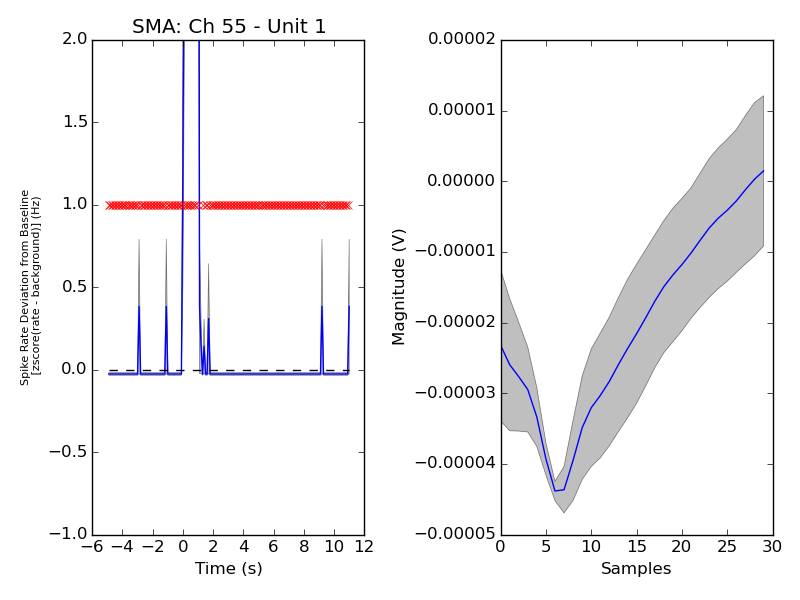 SMA: Ch 55 - Unit 1
Spike Rate Deviation from Baseline
[zscore(rate - background)] (Hz)
2.0
1.5
1.0
0.5
0.0
−0.5
−1.0
−6 −4 −2 0 2 4 6 8 10 12
Time (s)
Magnitude (V)
0.00002
0.00001
0.00000
−0.00001
−0.00002
−0.00003
−0.00004
−0.00005
0 5 10 15 20 25 30
Samples